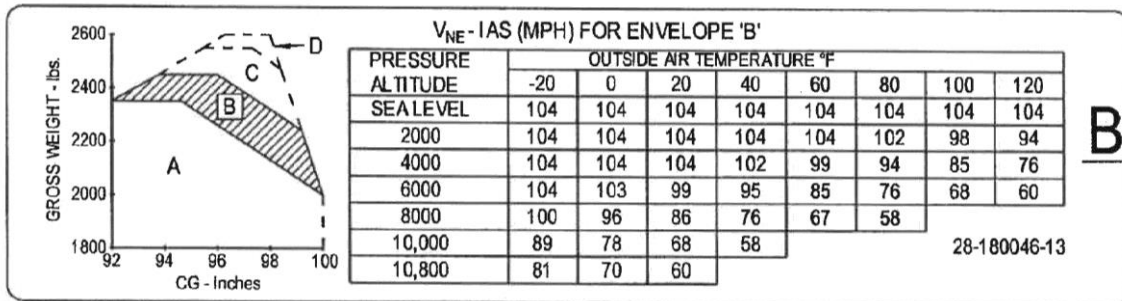 V_NE - IAS (MPH) FOR ENVELOPE 'B'
2600
2400
2200
2000
1800
GROSS WEIGHT - lbs.
92 94 96 98 100
CG - Inches
D
C
B
A
PRESSURE ALTITUDE OUTSIDE AIR TEMPERATURE °F
-20 0 20 40 60 80 100 120
SEA LEVEL 104 104 104 104 104 104 104 104
2000 104 104 104 104 104 102 98 94
4000 104 104 104 102 99 94 85 76
6000 104 103 99 95 85 76 68 60
8000 100 96 86 76 67 58
10,000 89 78 68 58
10,800 81 70 60
28-180046-13
B